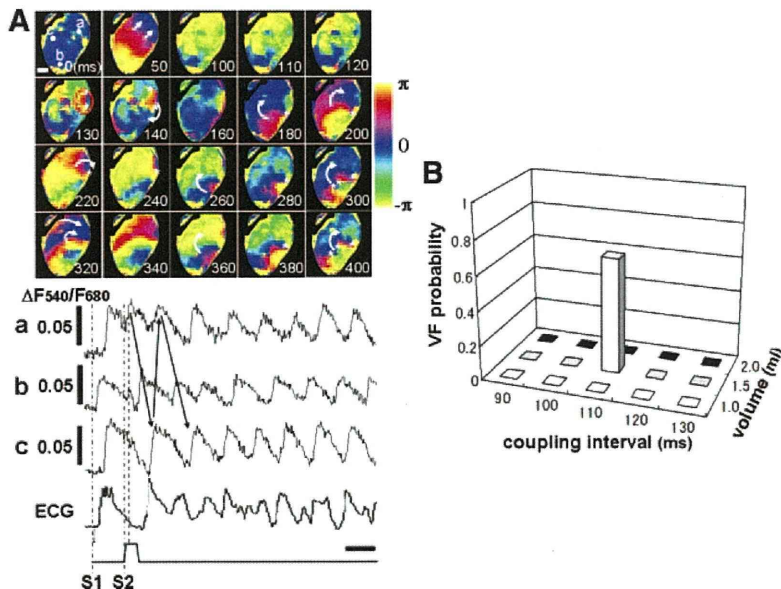 A
a
c
b
0(ms)
50
100
110
120
130
140
160
180
200
220
240
260
280
300
320
340
360
380
400
π
0
-π
ΔF540/F680
a 0.05
b 0.05
c 0.05
ECG
S1 S2
B
VF probability
1
0.8
0.6
0.4
0.2
0
90 100 110 120 130
coupling interval (ms)
1.0 1.5 2.0
volume (ml)